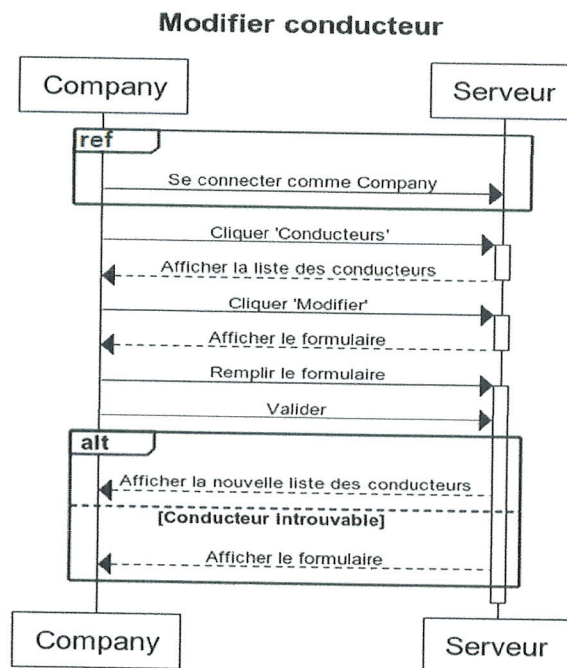 Modifier conducteur
Company
Serveur
ref
Se connecter comme Company
Cliquer 'Conducteurs'
Afficher la liste des conducteurs
Cliquer 'Modifier'
Afficher le formulaire
Remplir le formulaire
Valider
alt
Afficher la nouvelle liste des conducteurs
[Conducteur introuvable]
Afficher le formulaire
Company
Serveur